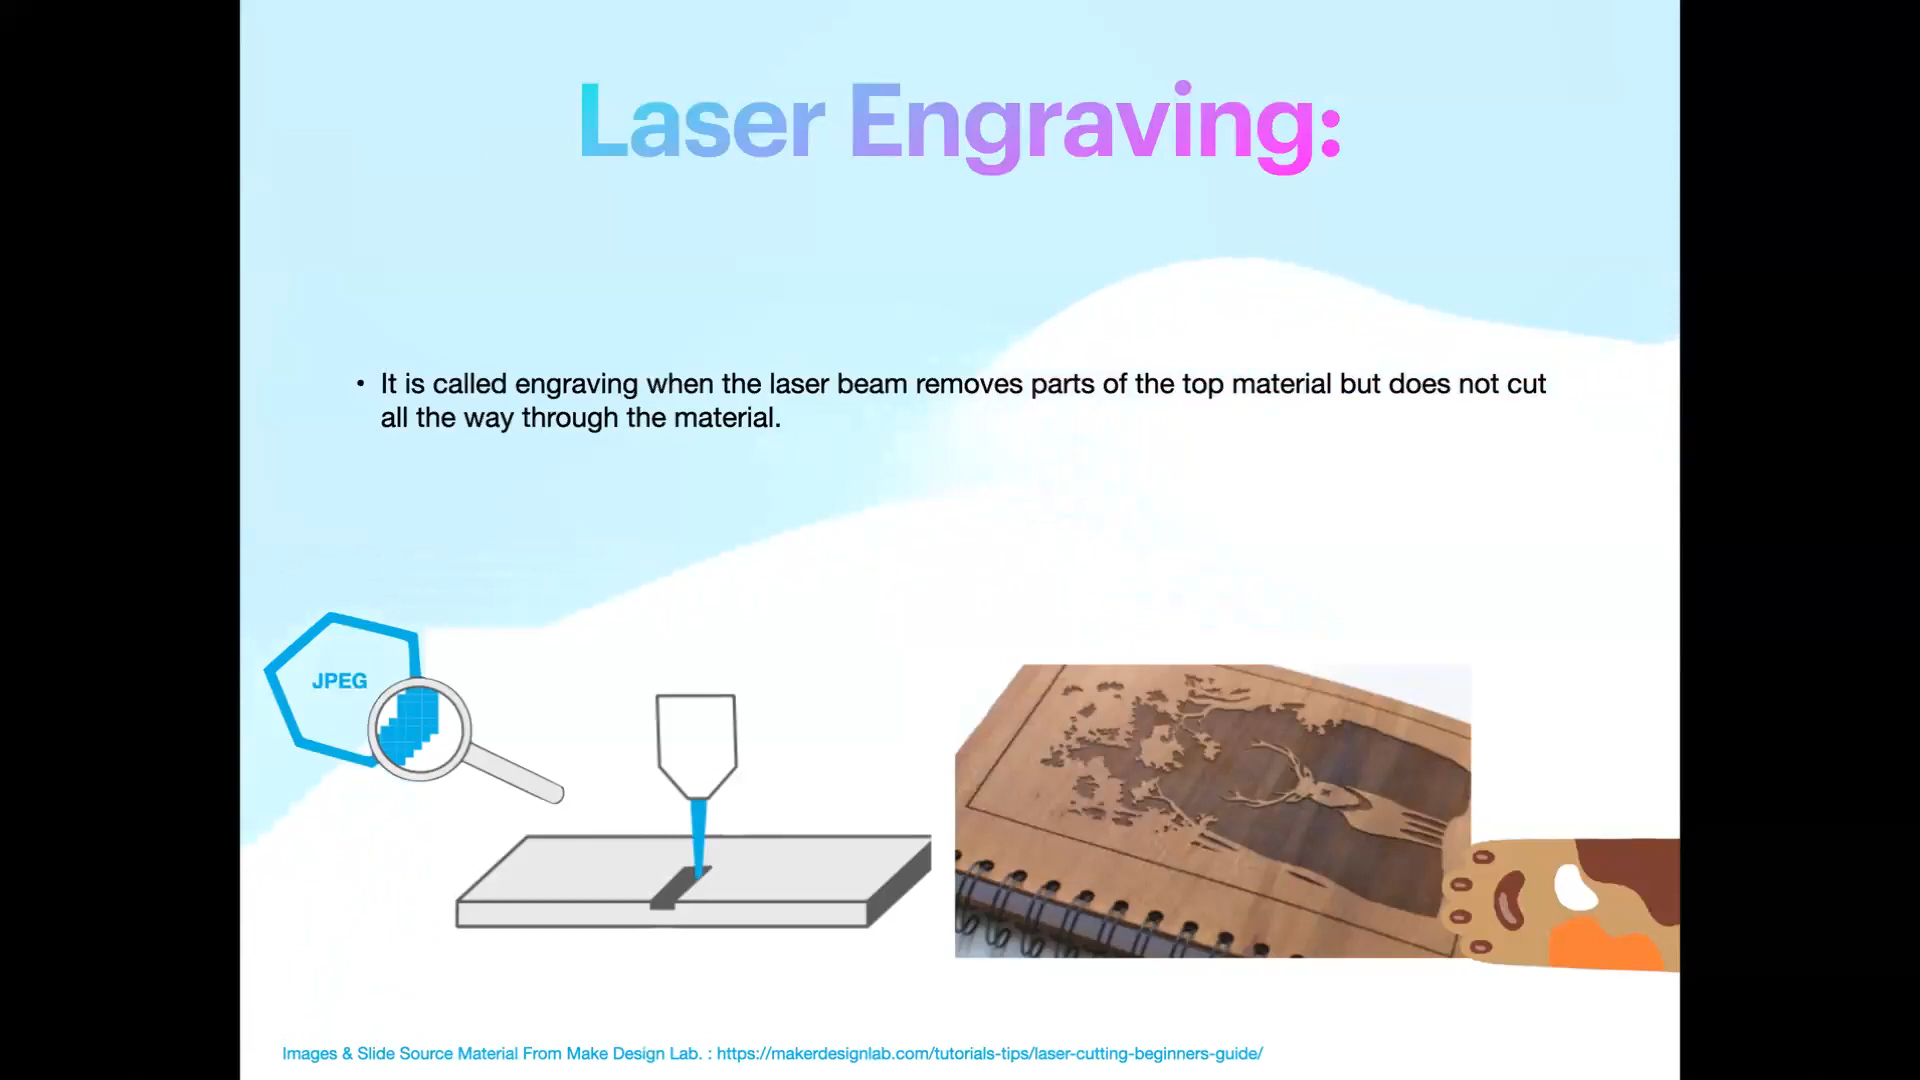 Laser Engraving:
• It is called engraving when the laser beam removes parts of the top material but does not cut
all the way through the material.
JPEG
Images & Slide Source Material From Make Design Lab. : https://makerdesignlab.com/tutorials-tips/laser-cutting-beginners-guide/